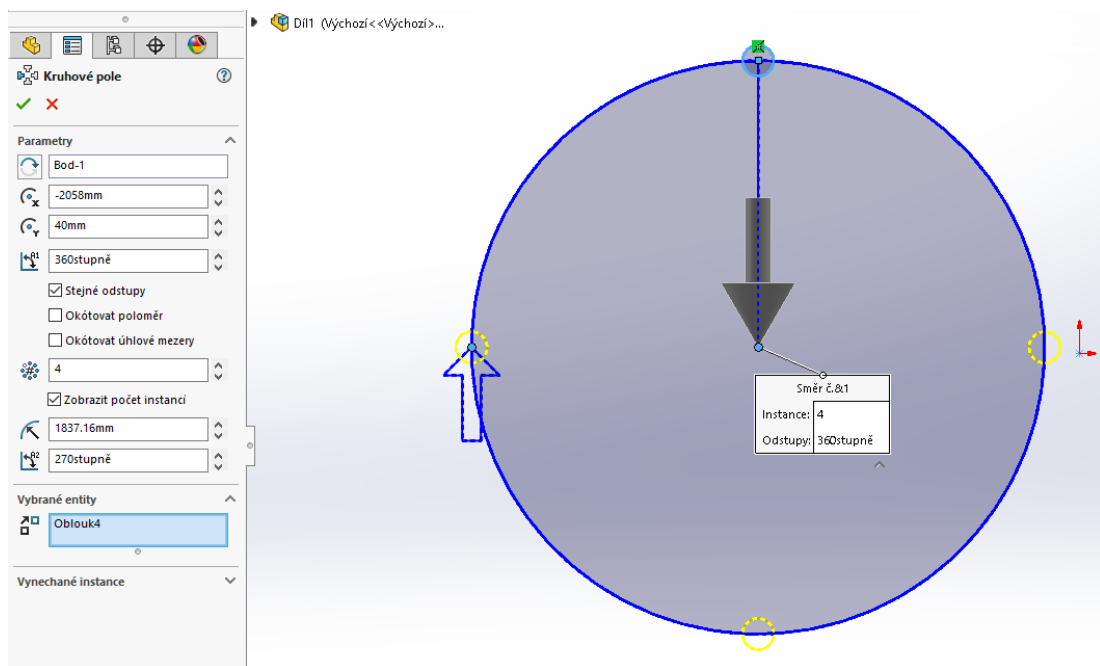 Díl1 (Výchozí<<Výchozí>...
Kruhové pole
Parametry
Bod-1
-2058mm
40mm
360stupně
Stejné odstupy
Okótovat poloměr
Okótovat úhlové mezery
4
Zobrazit počet instancí
1837.16mm
270stupně
Vybrané entity
Oblouk4
Vynechané instance
Směr č.&1
Instance: 4
Odstupy: 360stupně